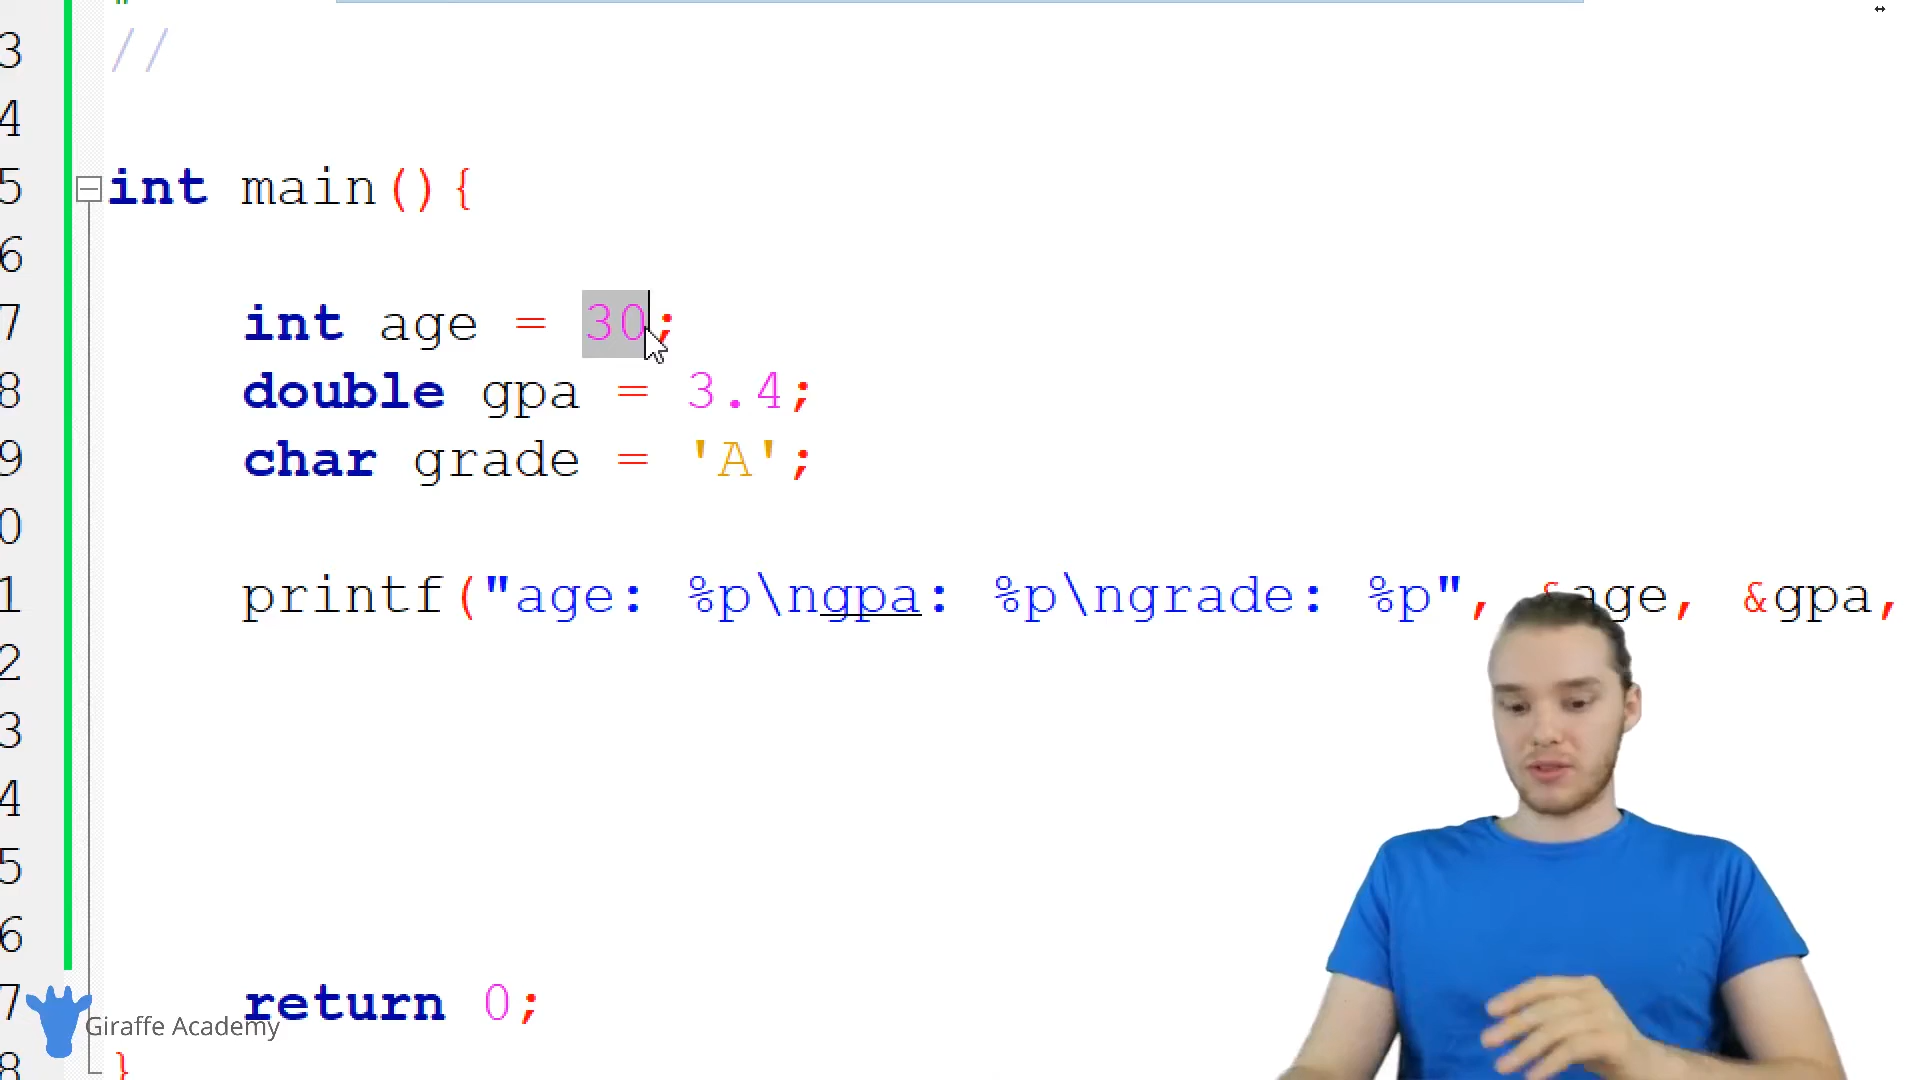 3 //
4
5 int main(){
6
7 int age = 30;
8 double gpa = 3.4;
9 char grade = 'A';
0
1 printf("age: %p\ngpa: %p\ngrade: %p", &age, &gpa,
2
3
4
5
6
7 return 0;
8 }
Giraffe Academy